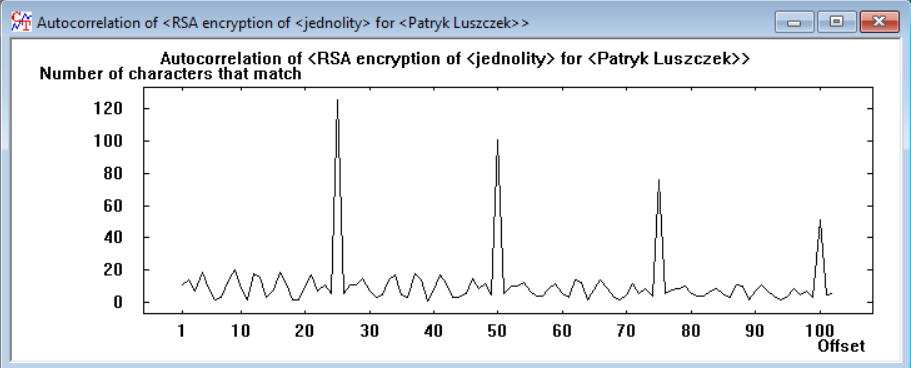 Autocorrelation of <RSA encryption of <jednolity> for <Patryk Luszczek>>
Autocorrelation of <RSA encryption of <jednolity> for <Patryk Luszczek>>
Number of characters that match
120
100
80
60
40
20
0
1 10 20 30 40 50 60 70 80 90 100
Offset